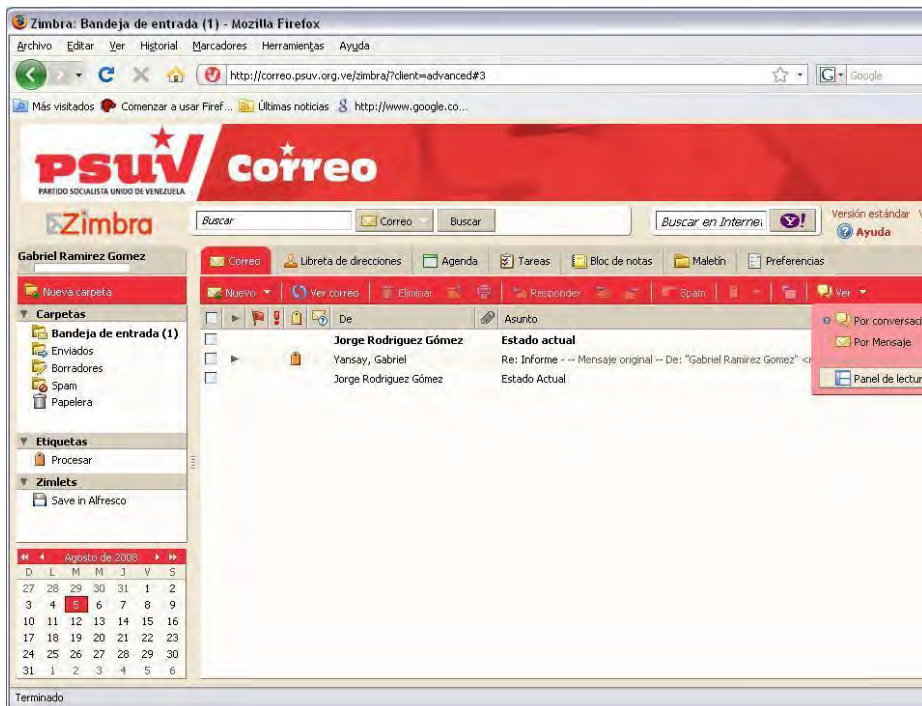 Zimbra: Bandeja de entrada (1) - Mozilla Firefox
Archivo Editar Ver Historial Marcadores Herramientas Ayuda
http://correo.psuv.org.ve/zimbra/?client=advanced#3
G Google
Más visitados Comenzar a usar Firef... Últimas noticias http://www.google.co...
PSUV Correo
PARTIDO SOCIALISTA UNIDO DE VENEZUELA
Zimbra Buscar Correo Buscar Buscar en Internet Y! Versión estándar
Ayuda
Gabriel Ramirez Gomez Correo Libreta de direcciones Agenda Tareas Bloc de notas Maletín Preferencias
Nueva carpeta Nuevo Ver correo Eliminar Responder Spam Ver
Carpetas De Asunto Por conversaci
Bandeja de entrada (1) Jorge Rodriguez Gómez Estado actual
Por Mensaje
Enviados Yansay, Gabriel Re: Informe - -- Mensaje original -- De: "Gabriel Ramirez Gomez" <r
Borradores Jorge Rodriguez Gómez Estado Actual Panel de lectur
Spam
Papelera
Etiquetas
Procesar
Zimlets
Save in Alfresco
Agosto de 2008
D L M M J V S
27 28 29 30 31 1 2
3 4 5 6 7 8 9
10 11 12 13 14 15 16
17 18 19 20 21 22 23
24 25 26 27 28 29 30
31 1 2 3 4 5 6
Terminado